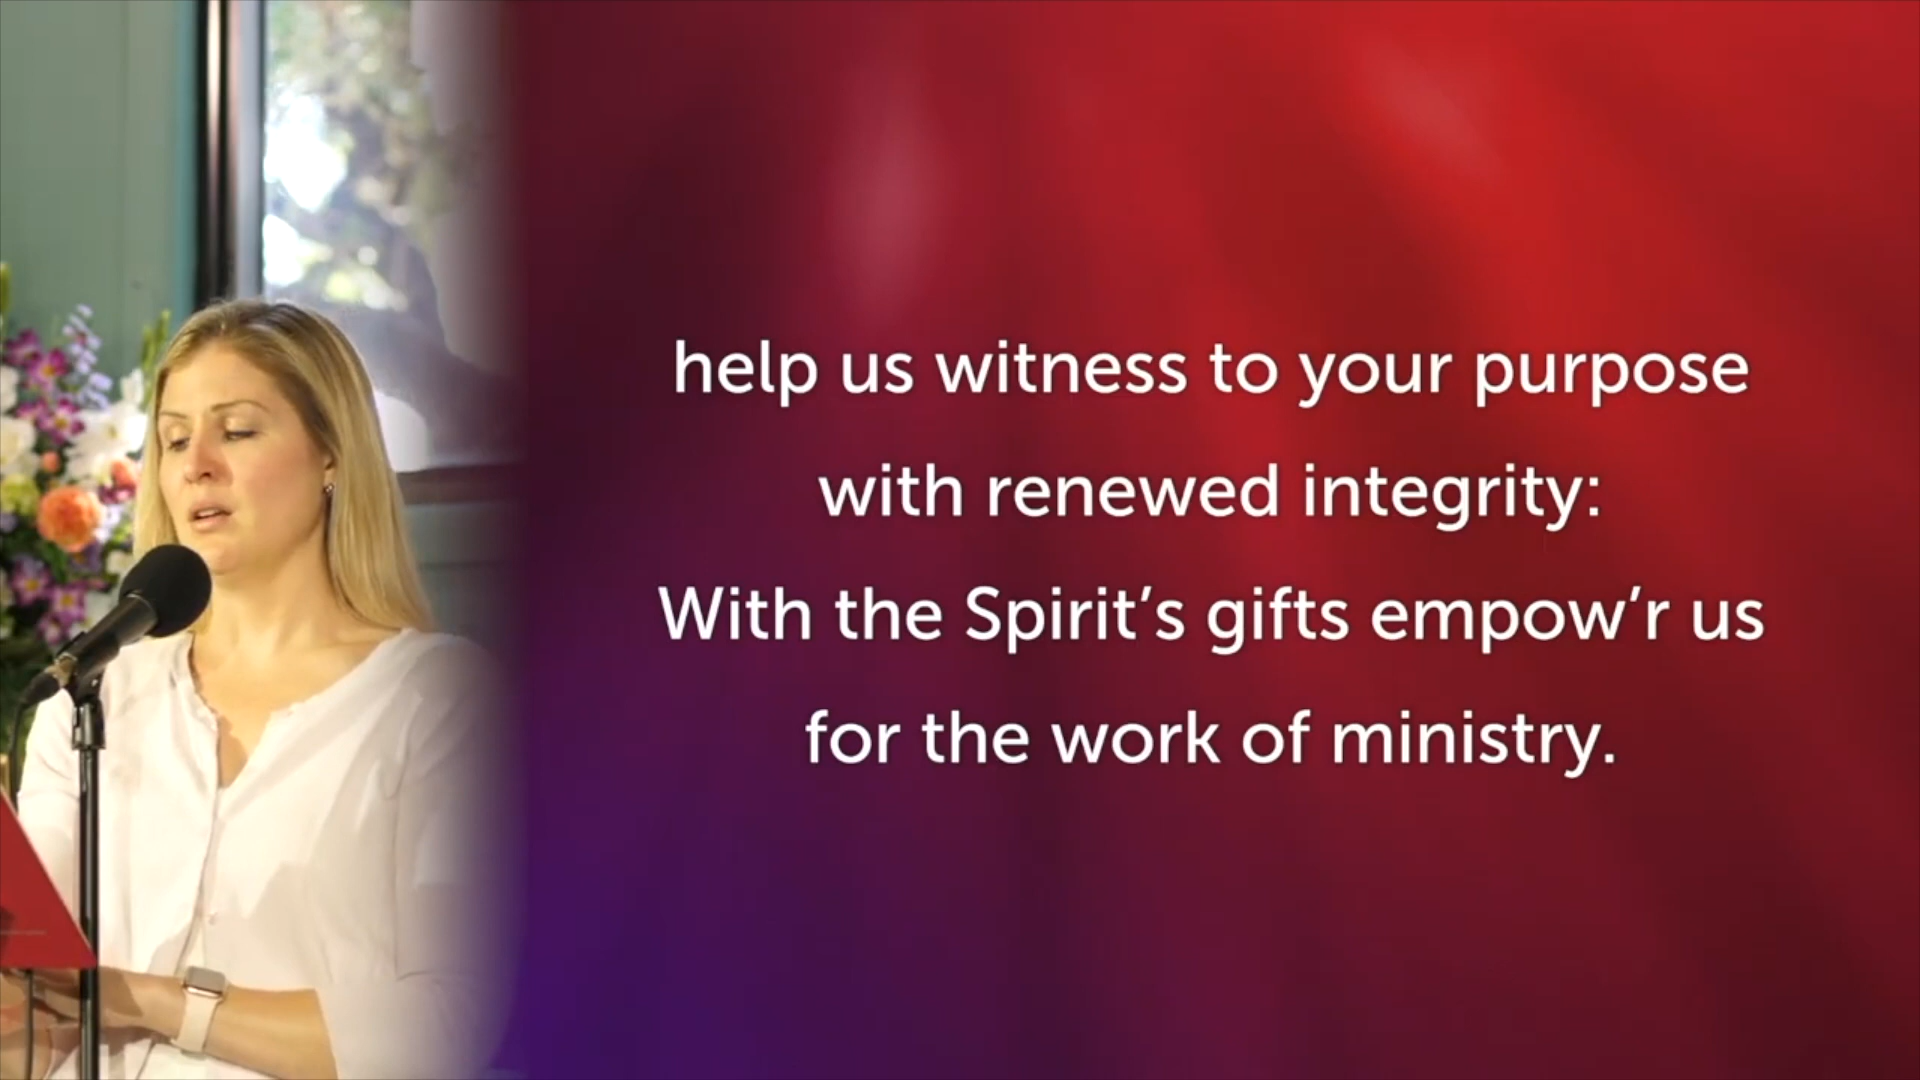 help us witness to your purpose
with renewed integrity:
With the Spirit’s gifts empow’r us
for the work of ministry.